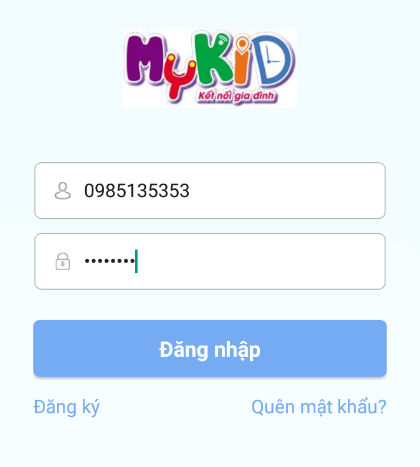 MyKiD
Kết nối gia đình
0985135353
••••••••
Đăng nhập
Đăng ký
Quên mật khẩu?